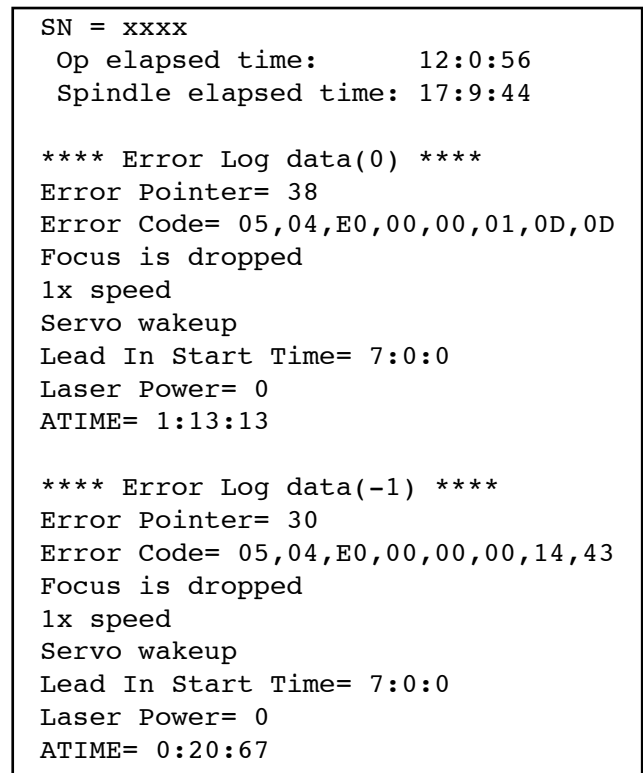 SN = xxxx
Op elapsed time: 12:0:56
Spindle elapsed time: 17:9:44
**** Error Log data(0) ****
Error Pointer= 38
Error Code= 05,04,E0,00,00,01,0D,0D
Focus is dropped
1x speed
Servo wakeup
Lead In Start Time= 7:0:0
Laser Power= 0
ATIME= 1:13:13
**** Error Log data(-1) ****
Error Pointer= 30
Error Code= 05,04,E0,00,00,00,14,43
Focus is dropped
1x speed
Servo wakeup
Lead In Start Time= 7:0:0
Laser Power= 0
ATIME= 0:20:67